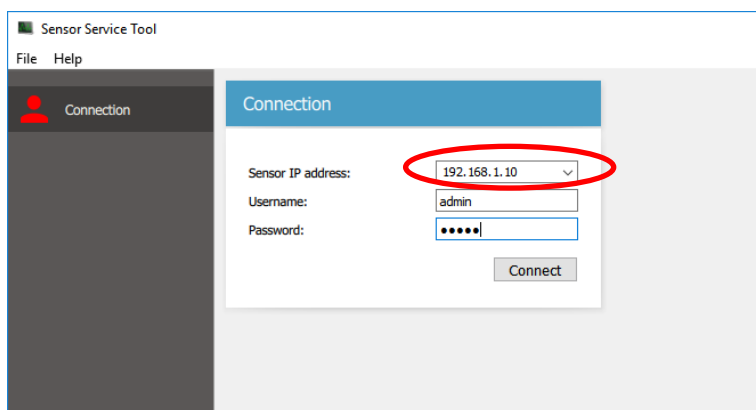 Sensor Service Tool
File Help
Connection
Connection
Sensor IP address: 192.168.1.10
Username: admin
Password: •••••
Connect